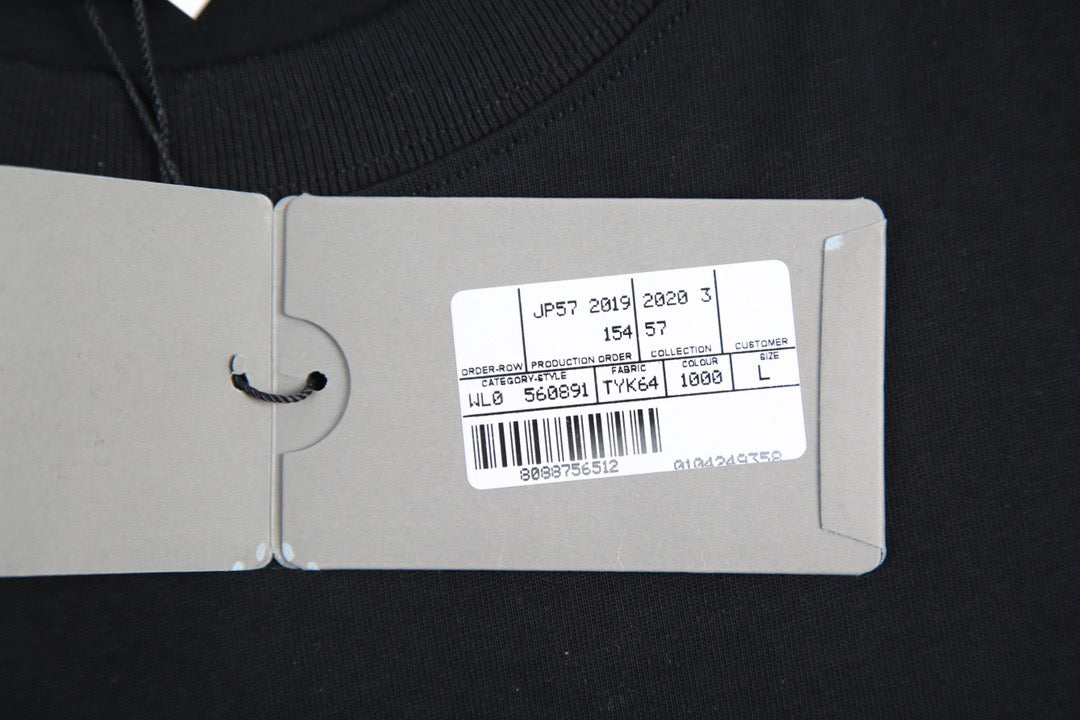 JP57 2019 2020 3
154 57
ORDER-ROW PRODUCTION ORDER COLLECTION CUSTOMER
CATEGORY-STYLE FABRIC COLOUR SIZE
WL0 560891 TYK64 1000 L
8088756512 0104249358